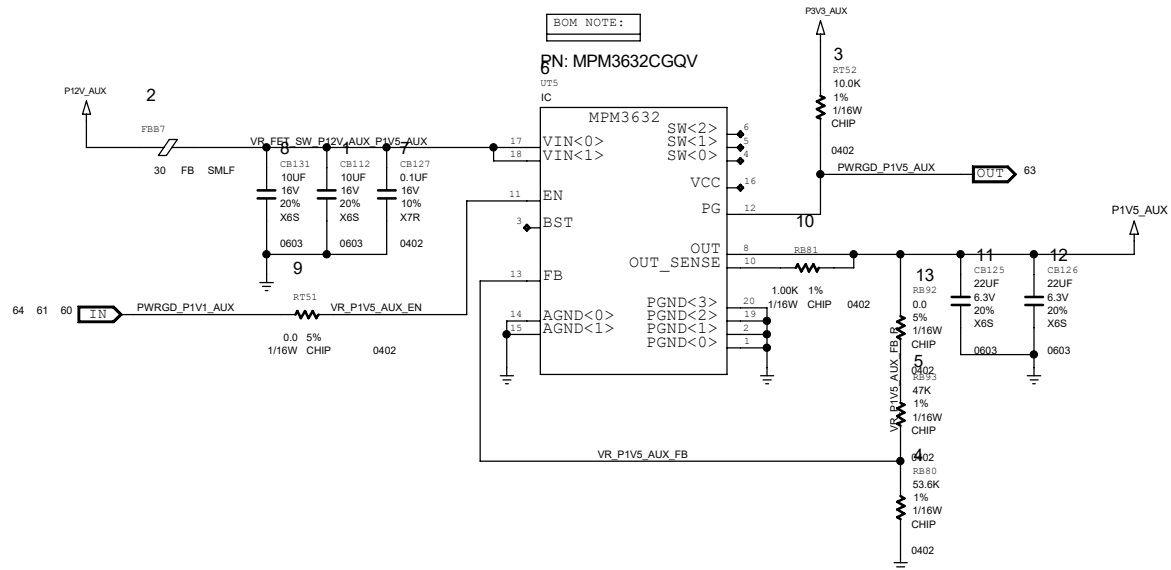 BOM NOTE:
PN: MPM3632CGQV
6
UT5
IC
MPM3632
P12V_AUX
2
FBB7
30 FB SMLF
VR_FET_SW_P12V_AUX_P1V5_AUX
8
CB131
10UF
16V
20%
X6S
0603
1
CB112
10UF
16V
20%
X6S
0603
7
CB127
0.1UF
16V
10%
X7R
0402
9
64 61 60 IN
PWRGD_P1V1_AUX
RT51
0.0 5%
1/16W CHIP 0402
VR_P1V5_AUX_EN
17 VIN<0>
18 VIN<1>
11 EN
3 BST
13 FB
14 AGND<0>
15 AGND<1>
SW<2> 6
SW<1> 5
SW<0> 4
VCC 16
PG 12
OUT 8
OUT_SENSE 10
PGND<3> 20
PGND<2> 19
PGND<1> 2
PGND<0> 1
P3V3_AUX
3
RT52
10.0K
1%
1/16W
CHIP
0402
PWRGD_P1V5_AUX
OUT 63
10
RB81
1.00K 1%
1/16W CHIP 0402
P1V5_AUX
13
RB92
0.0
5%
1/16W
CHIP
0402
VR_P1V5_AUX_FB_R
5
RB93
47K
1%
1/16W
CHIP
0402
11
CB125
22UF
6.3V
20%
X6S
0603
12
CB126
22UF
6.3V
20%
X6S
0603
VR_P1V5_AUX_FB
4
RB80
53.6K
1%
1/16W
CHIP
0402